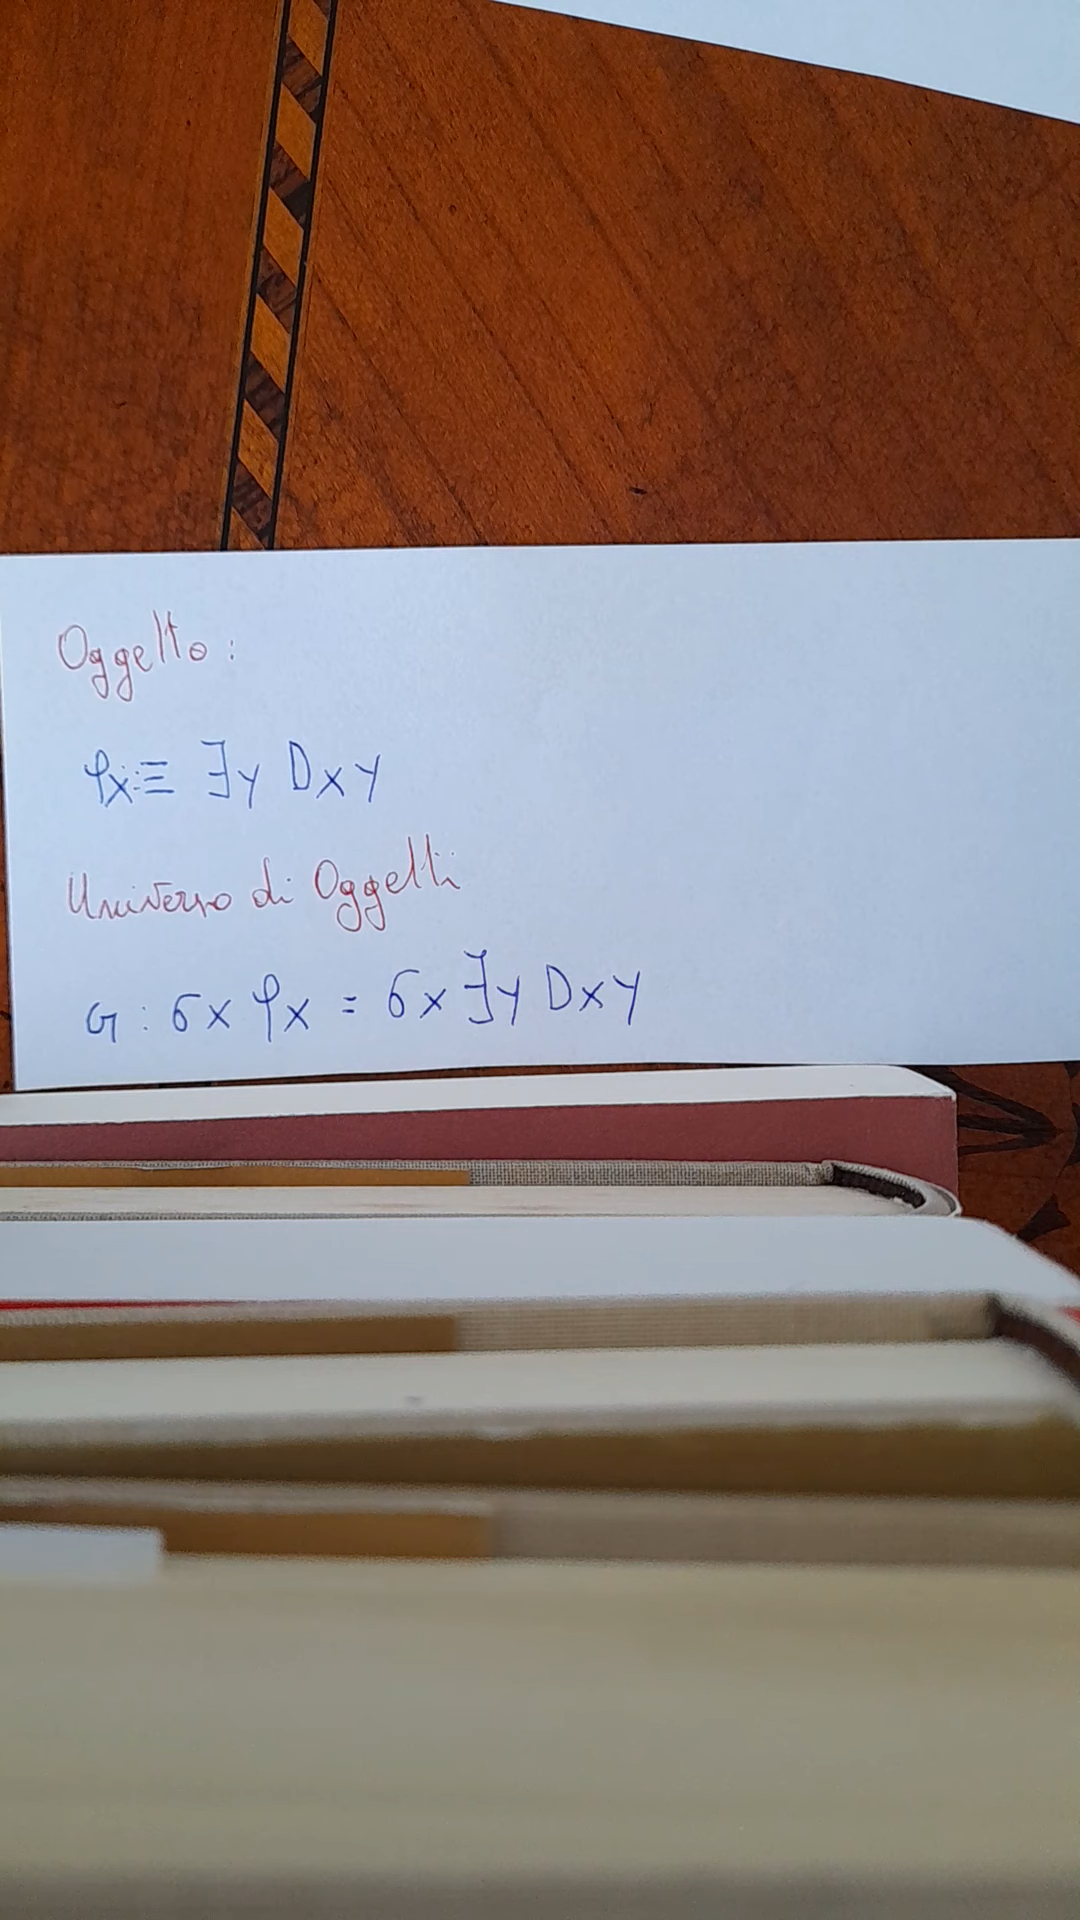 Oggetto:
φx:≡ ∃y Dxy
Universo di Oggetti
G: σx φx = σx ∃y Dxy